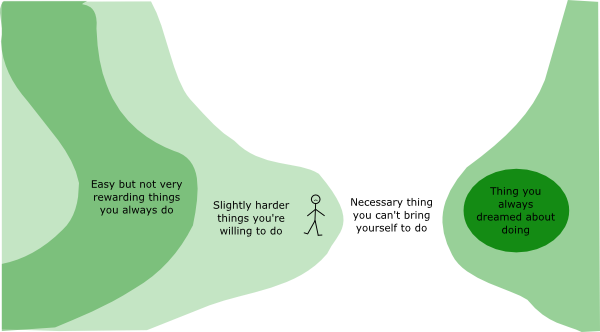 Easy but not very
rewarding things
you always do
Slightly harder
things you're
willing to do
Necessary thing
you can't bring
yourself to do
Thing you
always
dreamed about
doing